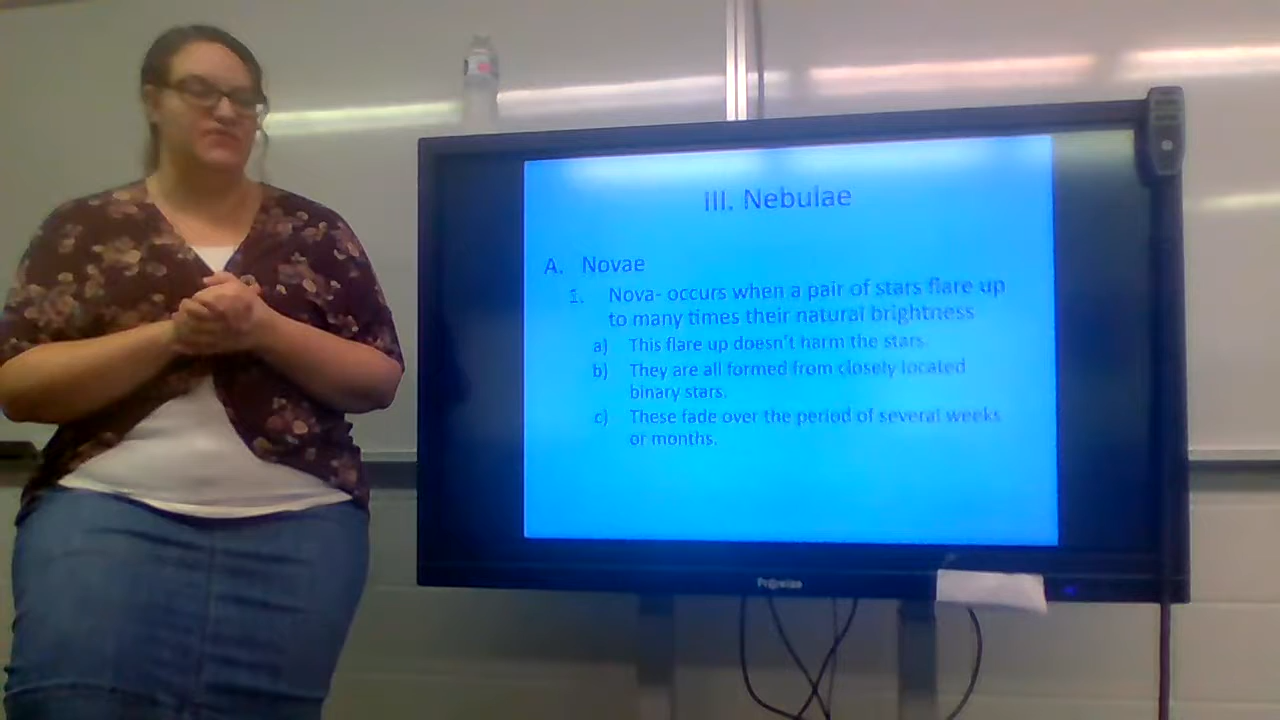 III. Nebulae
A. Novae
1. Nova- occurs when a pair of stars flare up
to many times their natural brightness
a) This flare up doesn't harm the stars.
b) They are all formed from closely located
binary stars.
c) These fade over the period of several weeks
or months.
Promise